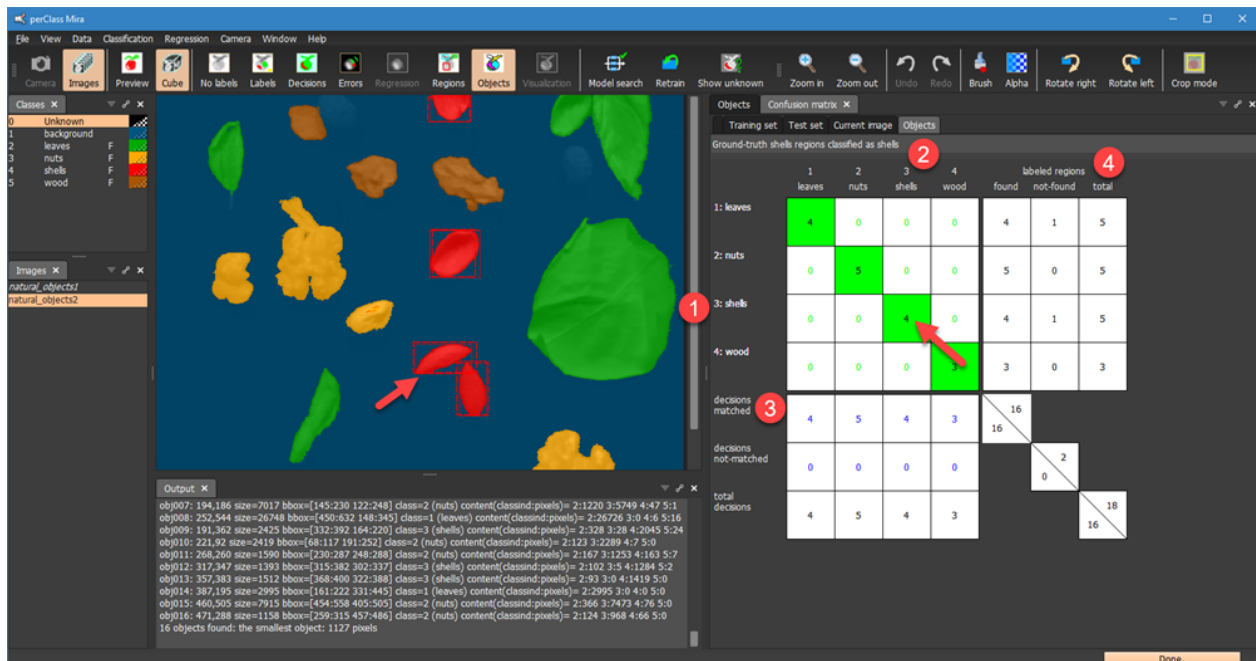 perClass Mira
File View Data Classification Regression Camera Window Help
Camera Images Preview Cube No labels Labels Decisions Errors Regression Regions Objects Visualization Model search Retrain Show unknown Zoom in Zoom out Undo Redo Brush Alpha Rotate right Rotate left Crop mode
Classes
0 Unknown
1 background
2 leaves F
3 nuts F
4 shells F
5 wood F
Images
natural_objects1
natural_objects2
1
Output
obj007: 194,186 size=7017 bbox=[145:230 122:248] class=2 (nuts) content(classind:pixels)= 2:1220 3:5749 4:47 5:1
obj008: 252,544 size=26748 bbox=[450:632 148:345] class=1 (leaves) content(classind:pixels)= 2:26726 3:0 4:6 5:16
obj009: 191,362 size=2425 bbox=[332:392 164:220] class=3 (shells) content(classind:pixels)= 2:328 3:28 4:2045 5:24
obj010: 221,92 size=2419 bbox=[68:117 191:252] class=2 (nuts) content(classind:pixels)= 2:123 3:2289 4:7 5:0
obj011: 268,260 size=1590 bbox=[230:287 248:288] class=2 (nuts) content(classind:pixels)= 2:167 3:1253 4:163 5:7
obj012: 317,347 size=1393 bbox=[315:382 302:337] class=3 (shells) content(classind:pixels)= 2:102 3:5 4:1284 5:2
obj013: 357,383 size=1512 bbox=[368:400 322:388] class=3 (shells) content(classind:pixels)= 2:93 3:0 4:1419 5:0
obj014: 387,195 size=2995 bbox=[161:222 331:445] class=1 (leaves) content(classind:pixels)= 2:2995 3:0 4:0 5:0
obj015: 460,505 size=7915 bbox=[454:558 405:505] class=2 (nuts) content(classind:pixels)= 2:366 3:7473 4:76 5:0
obj016: 471,288 size=1158 bbox=[259:315 457:486] class=2 (nuts) content(classind:pixels)= 2:124 3:968 4:66 5:0
16 objects found: the smallest object: 1127 pixels
Objects Confusion matrix
Training set Test set Current image Objects
Ground-truth shells regions classified as shells
2
4
1 2 3 4 labeled regions
leaves nuts shells wood found not-found total
1: leaves
4 0 0 0 4 1 5
2: nuts
0 5 0 0 5 0 5
3: shells
0 0 4 0 4 1 5
4: wood
0 0 0 3 3 0 3
decisions
matched
3
4 5 4 3 16 16
decisions
not-matched
0 0 0 0 2 0
total
decisions
4 5 4 3 18 16
Done